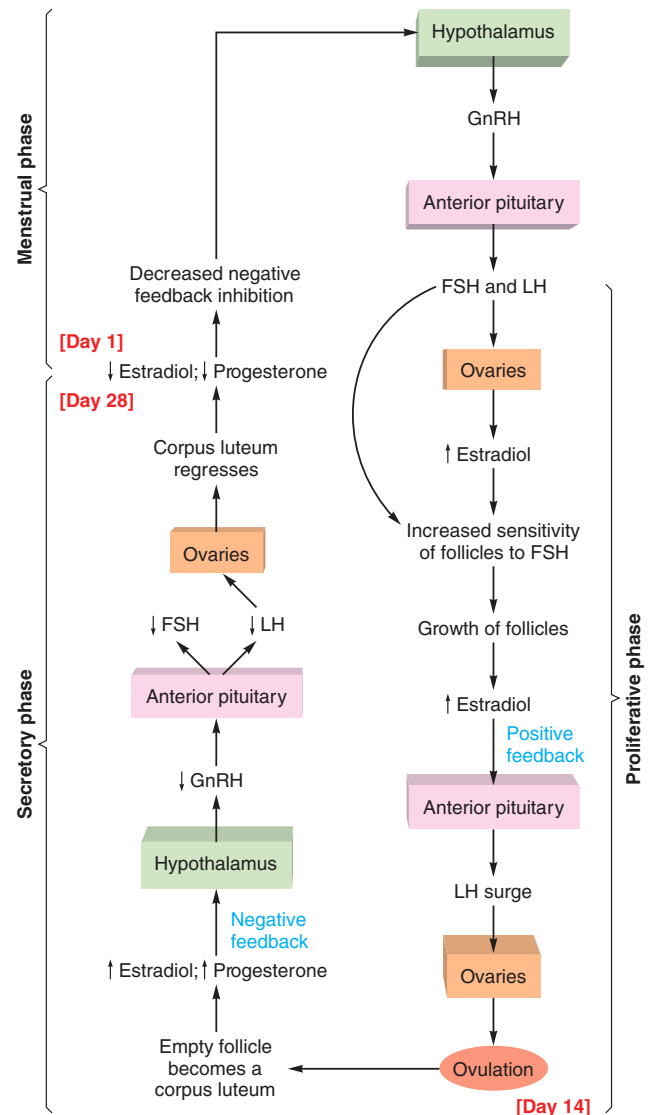 Hypothalamus
GnRH
Anterior pituitary
FSH and LH
Ovaries
↑ Estradiol
Increased sensitivity
of follicles to FSH
Growth of follicles
↑ Estradiol
Positive
feedback
Anterior pituitary
LH surge
Ovaries
Ovulation
[Day 14]
Proliferative phase
Empty follicle
becomes a
corpus luteum
↑ Estradiol; ↑ Progesterone
Negative
feedback
Hypothalamus
↓ GnRH
Anterior pituitary
↓ FSH
↓ LH
Ovaries
Corpus luteum
regresses
Secretory phase
[Day 28]
↓ Estradiol; ↓ Progesterone
[Day 1]
Decreased negative
feedback inhibition
Menstrual phase